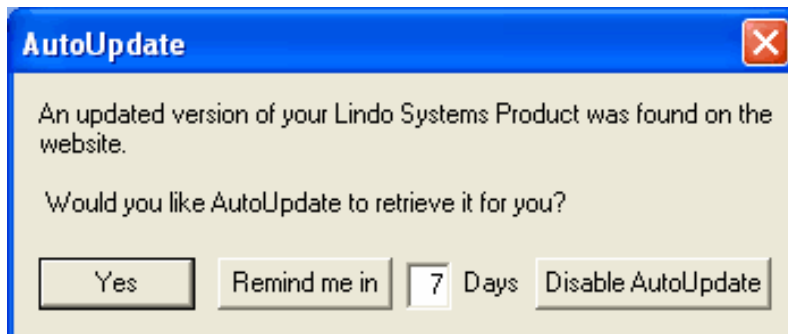 AutoUpdate
An updated version of your Lindo Systems Product was found on the
website.
Would you like AutoUpdate to retrieve it for you?
Yes Remind me in 7 Days Disable AutoUpdate